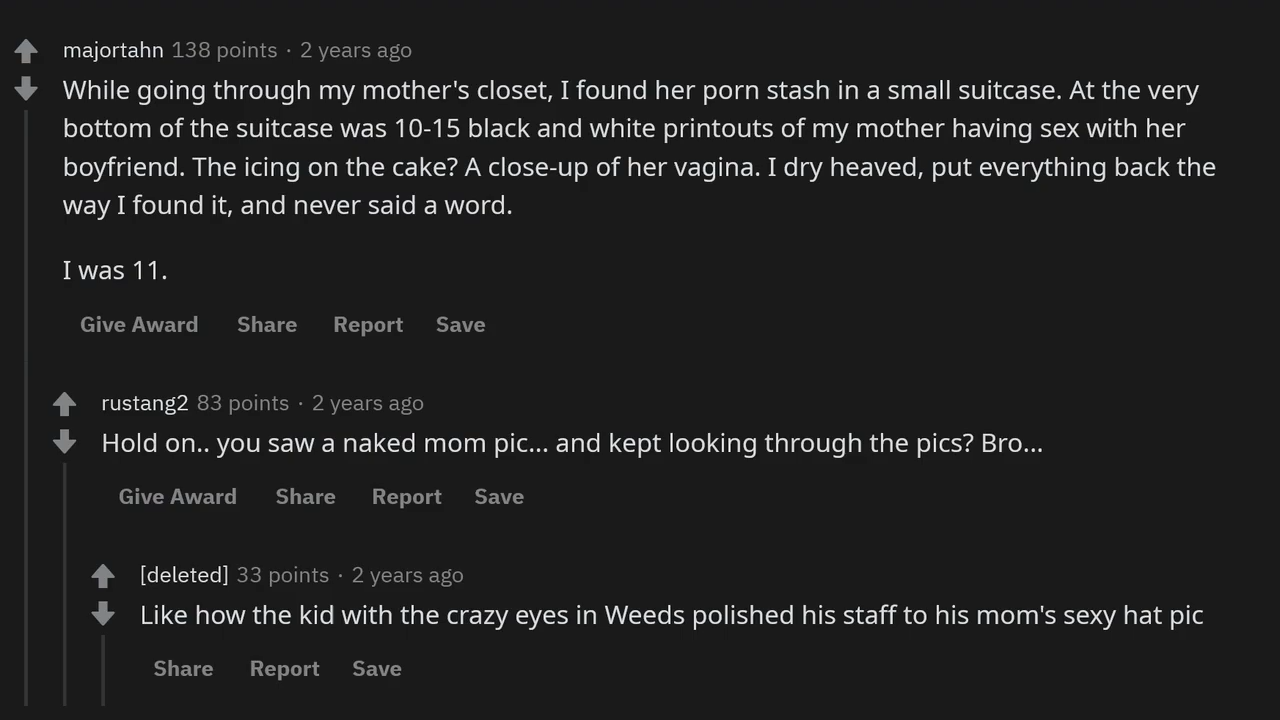 majortahn 138 points · 2 years ago
While going through my mother's closet, I found her porn stash in a small suitcase. At the very
bottom of the suitcase was 10-15 black and white printouts of my mother having sex with her
boyfriend. The icing on the cake? A close-up of her vagina. I dry heaved, put everything back the
way I found it, and never said a word.
I was 11.
Give Award Share Report Save
rustang2 83 points · 2 years ago
Hold on.. you saw a naked mom pic... and kept looking through the pics? Bro...
Give Award Share Report Save
[deleted] 33 points · 2 years ago
Like how the kid with the crazy eyes in Weeds polished his staff to his mom's sexy hat pic
Share Report Save